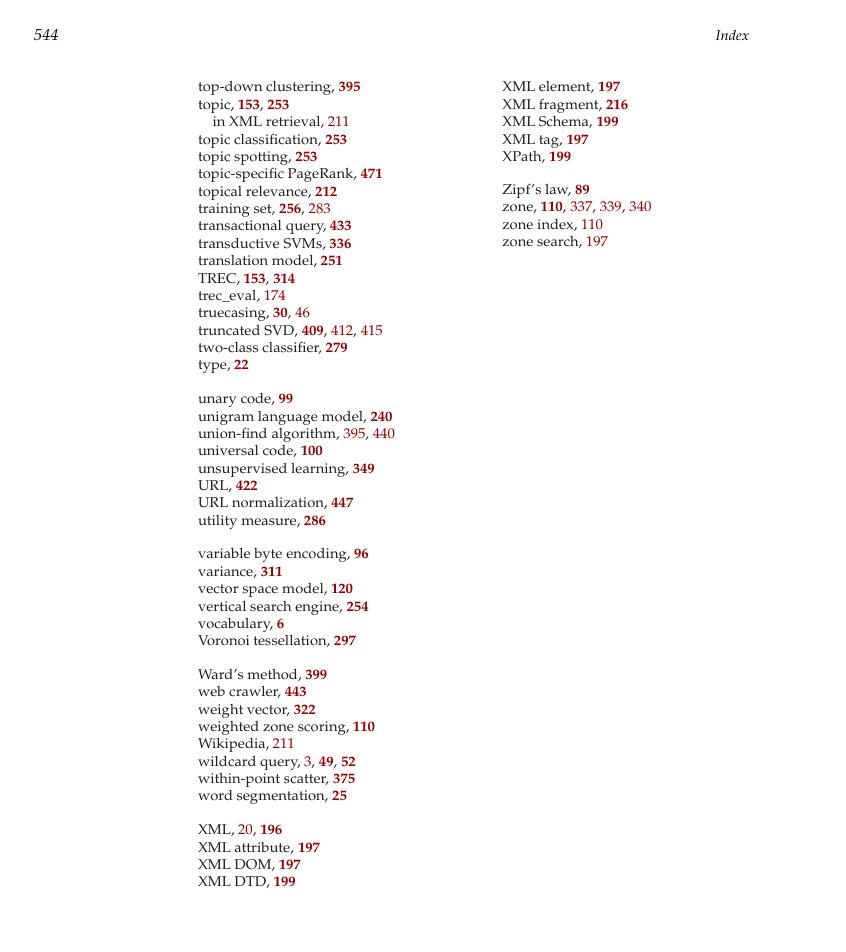 544
Index
top-down clustering, 395
topic, 153, 253
in XML retrieval, 211
topic classification, 253
topic spotting, 253
topic-specific PageRank, 471
topical relevance, 212
training set, 256, 283
transactional query, 433
transductive SVMs, 336
translation model, 251
TREC, 153, 314
trec_eval, 174
truecasing, 30, 46
truncated SVD, 409, 412, 415
two-class classifier, 279
type, 22
unary code, 99
unigram language model, 240
union-find algorithm, 395, 440
universal code, 100
unsupervised learning, 349
URL, 422
URL normalization, 447
utility measure, 286
variable byte encoding, 96
variance, 311
vector space model, 120
vertical search engine, 254
vocabulary, 6
Voronoi tessellation, 297
Ward's method, 399
web crawler, 443
weight vector, 322
weighted zone scoring, 110
Wikipedia, 211
wildcard query, 3, 49, 52
within-point scatter, 375
word segmentation, 25
XML, 20, 196
XML attribute, 197
XML DOM, 197
XML DTD, 199
XML element, 197
XML fragment, 216
XML Schema, 199
XML tag, 197
XPath, 199
Zipf's law, 89
zone, 110, 337, 339, 340
zone index, 110
zone search, 197